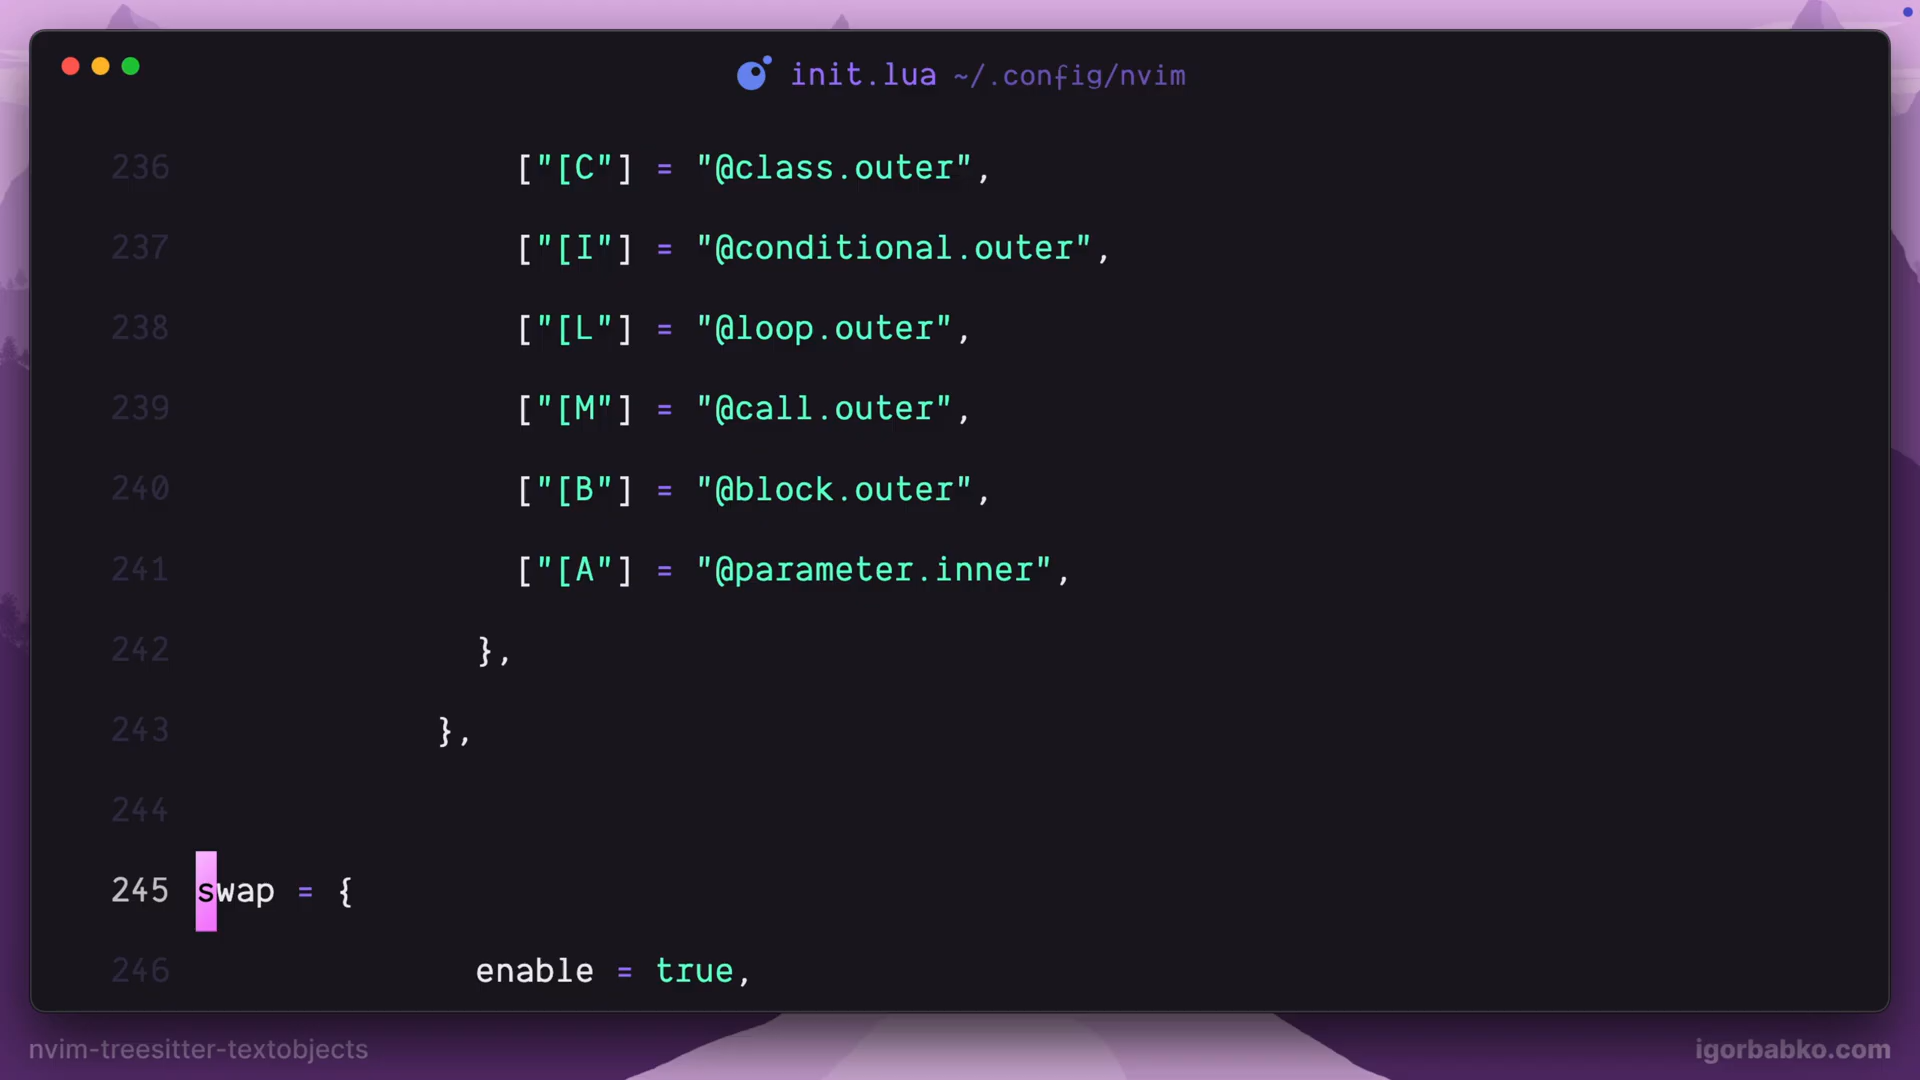 init.lua ~/.config/nvim
236 ["[C"] = "@class.outer",
237 ["[I"] = "@conditional.outer",
238 ["[L"] = "@loop.outer",
239 ["[M"] = "@call.outer",
240 ["[B"] = "@block.outer",
241 ["[A"] = "@parameter.inner",
242 },
243 },
244
245 swap = {
246 enable = true,
nvim-treesitter-textobjects
igorbabko.com